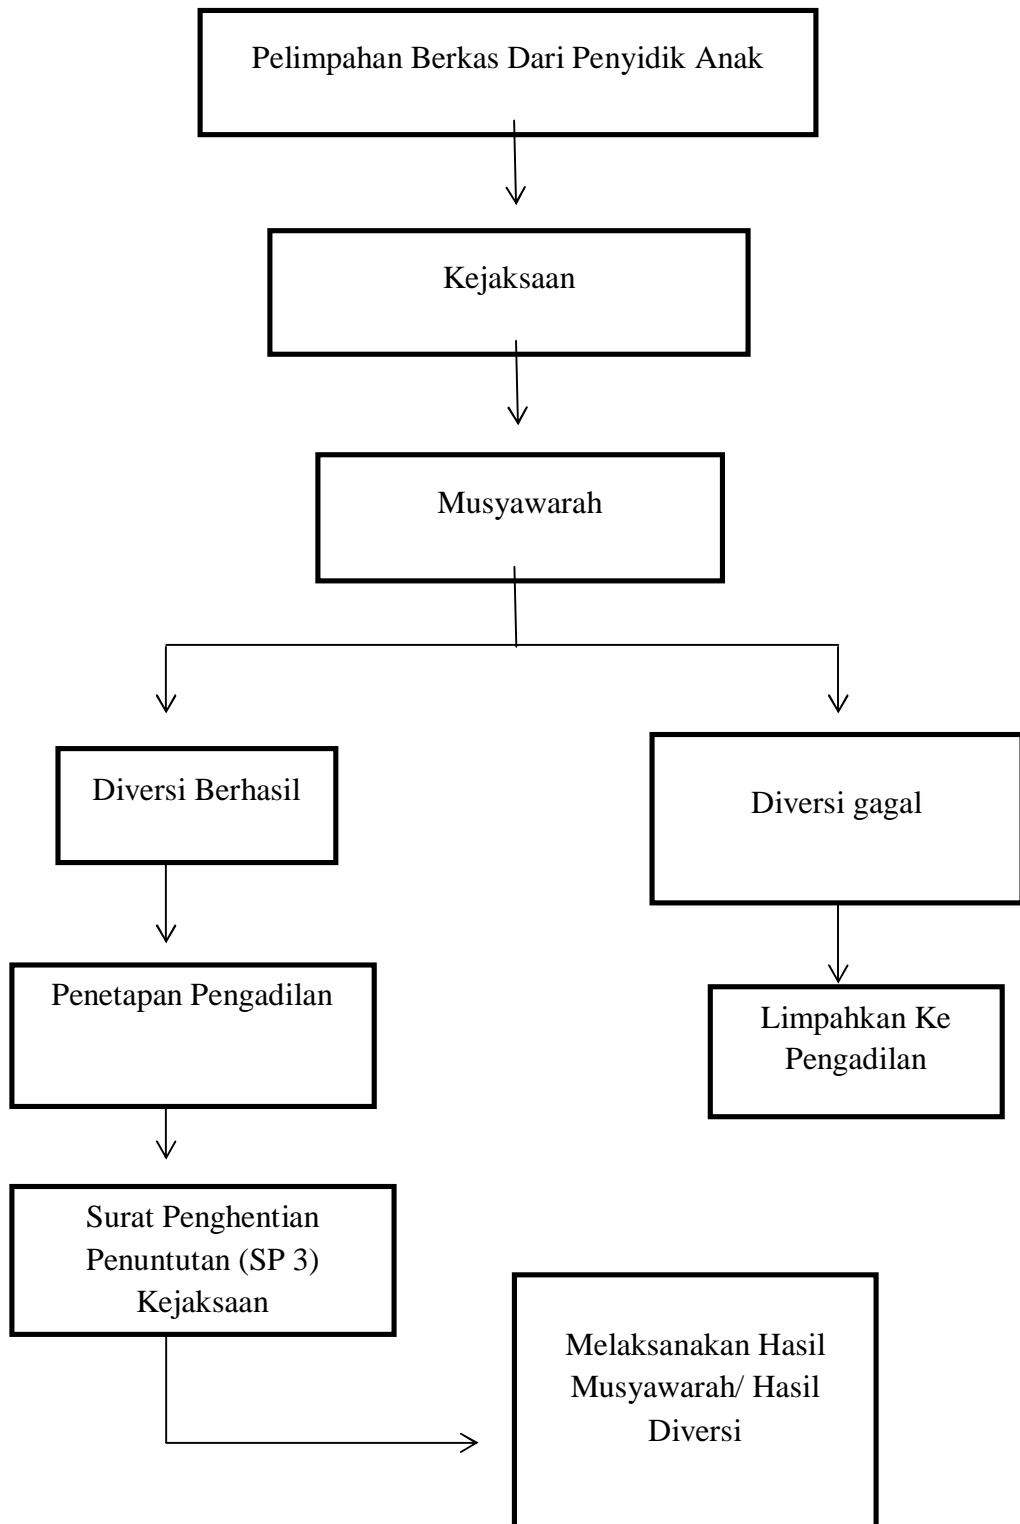 Pelimpahan Berkas Dari Penyidik Anak
Kejaksaan
Musyawarah
Diversi Berhasil
Diversi gagal
Penetapan Pengadilan
Limpahkan Ke
Pengadilan
Surat Penghentian
Penuntutan (SP 3)
Kejaksaan
Melaksanakan Hasil
Musyawarah/ Hasil
Diversi